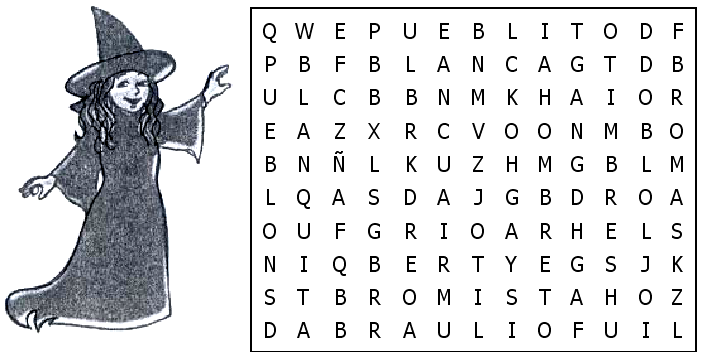 Q W E P U E B L I T O D F
P B F B L A N C A G T D B
U L C B B N M K H A I O R
E A Z X R C V O O N M B O
B N Ñ L K U Z H M G B L M
L Q A S D A J G B D R O A
O U F G R I O A R H E L S
N I Q B E R T Y E G S J K
S T B R O M I S T A H O Z
D A B R A U L I O F U I L